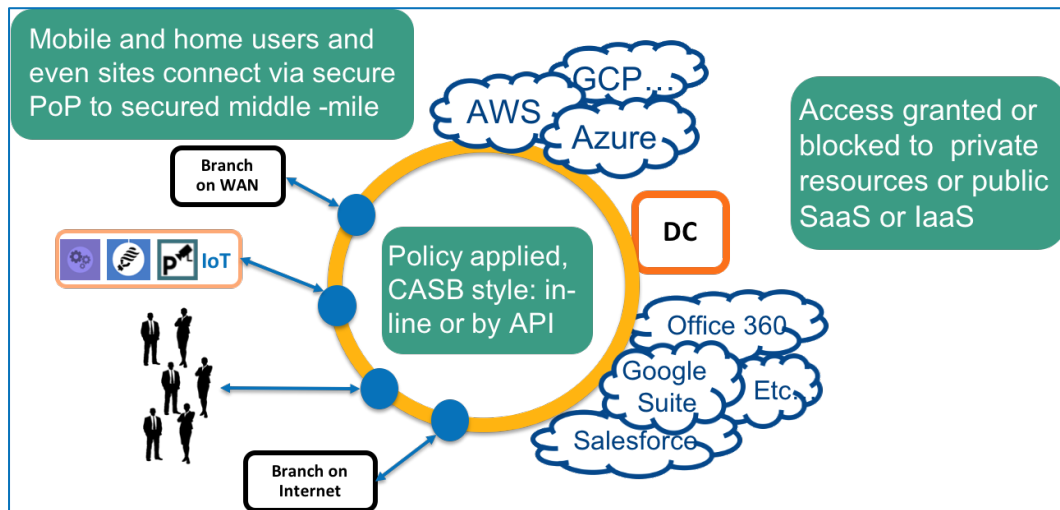 Mobile and home users and
even sites connect via secure
PoP to secured middle -mile
GCP...
AWS
Azure
Access granted or
blocked to private
resources or public
SaaS or IaaS
Branch
on WAN
DC
P
IoT
Policy applied,
CASB style: in-
line or by API
Office 360
Google
Suite
Etc..
Salesforce
Branch on
Internet